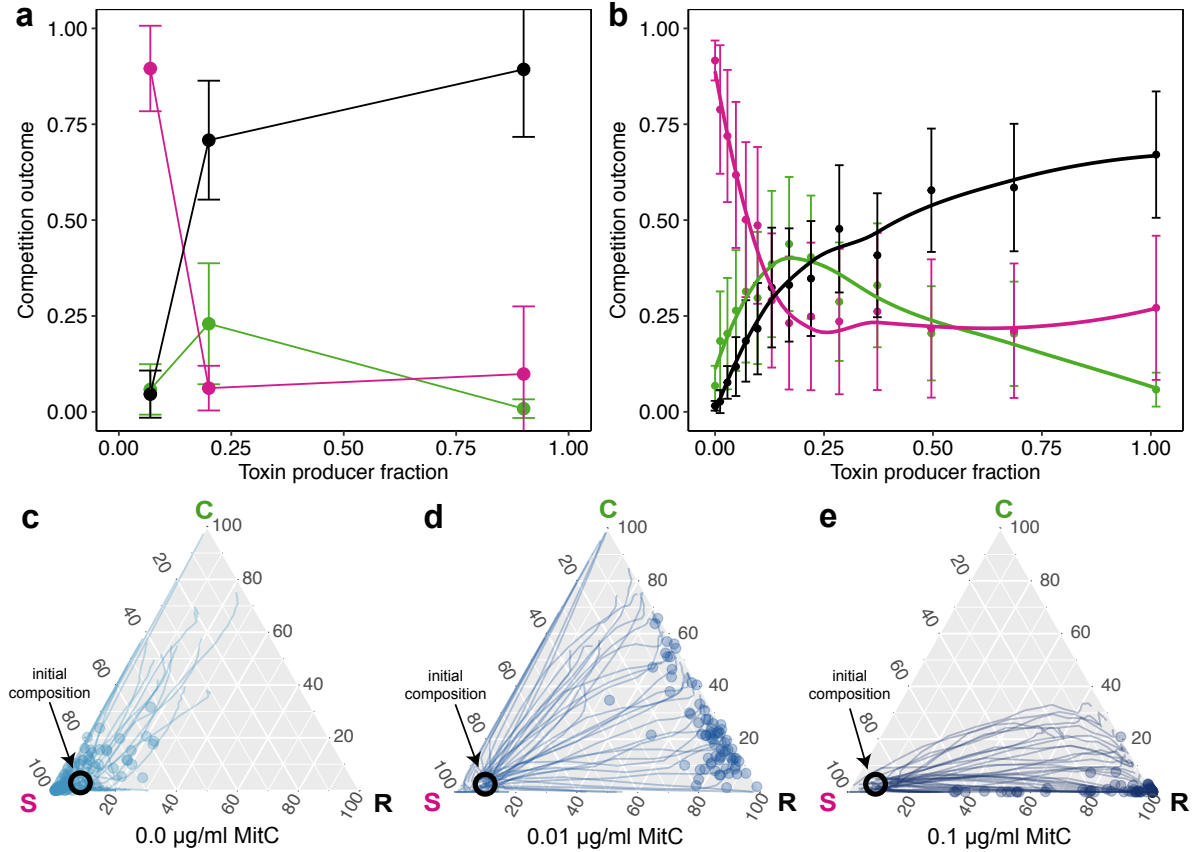 a
1.00
0.75
0.50
0.25
0.00
Competition outcome
0.00 0.25 0.50 0.75 1.00
Toxin producer fraction
b
1.00
0.75
0.50
0.25
0.00
Competition outcome
0.00 0.25 0.50 0.75 1.00
Toxin producer fraction
c
C
100
20 80
40 60
60 40
80 20
100
initial
composition
S 20 40 60 80 100 R
0.0 µg/ml MitC
d
C
100
20 80
40 60
60 40
80 20
100
initial
composition
S 20 40 60 80 100 R
0.01 µg/ml MitC
e
C
100
20 80
40 60
60 40
80 20
100
initial
composition
S 20 40 60 80 100 R
0.1 µg/ml MitC